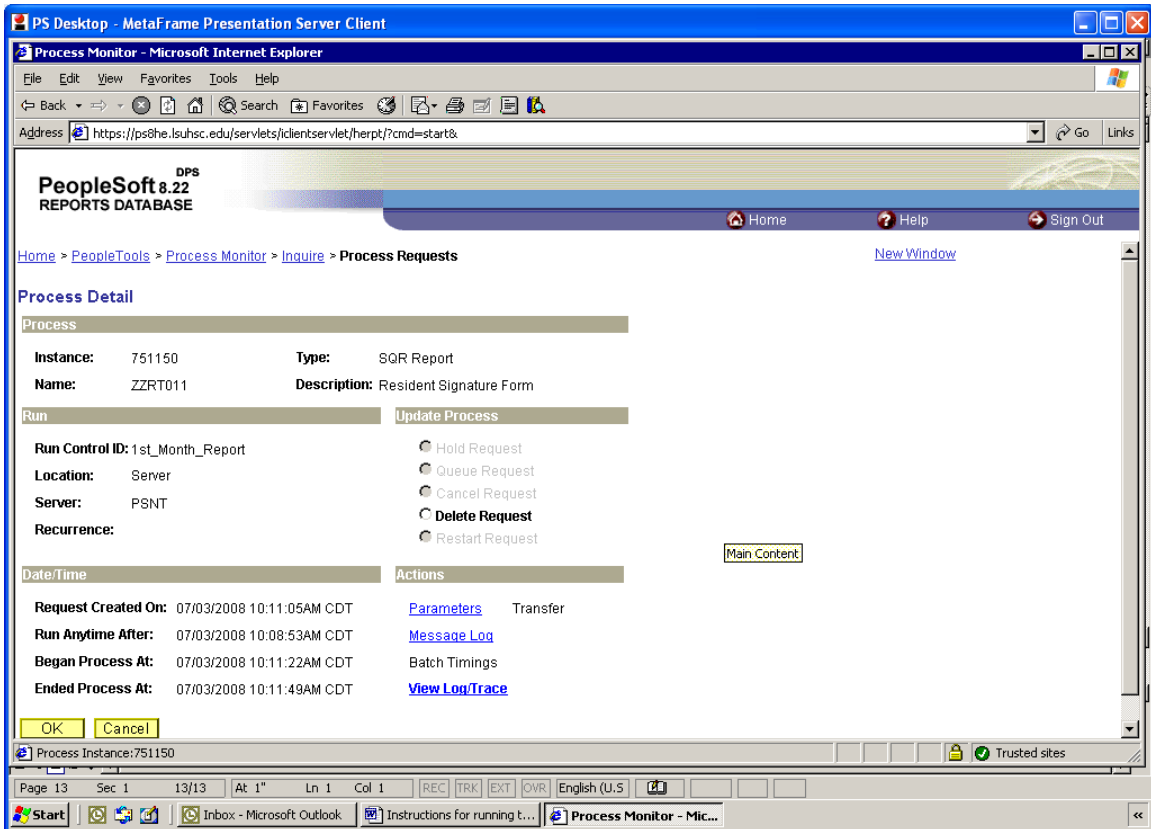 PS Desktop - MetaFrame Presentation Server Client
Process Monitor - Microsoft Internet Explorer
File Edit View Favorites Tools Help
Back Search Favorites
Address https://ps8he.lsuhsc.edu/servlets/iclientservlet/herpt/?cmd=start& Go Links
PeopleSoft 8.22 DPS
REPORTS DATABASE
Home Help Sign Out
Home > PeopleTools > Process Monitor > Inquire > Process Requests New Window
Process Detail
Process
Instance: 751150 Type: SQR Report
Name: ZZRT011 Description: Resident Signature Form
Run Update Process
Run Control ID: 1st_Month_Report Hold Request
Location: Server Queue Request
Server: PSNT Cancel Request
Recurrence: Delete Request
Restart Request
Main Content
Date/Time Actions
Request Created On: 07/03/2008 10:11:05AM CDT Parameters Transfer
Run Anytime After: 07/03/2008 10:08:53AM CDT Message Log
Began Process At: 07/03/2008 10:11:22AM CDT Batch Timings
Ended Process At: 07/03/2008 10:11:49AM CDT View Log/Trace
OK Cancel
Process Instance:751150 Trusted sites
Page 13 Sec 1 13/13 At 1" Ln 1 Col 1 REC TRK EXT OVR English (U.S
Start Inbox - Microsoft Outlook Instructions for running t... Process Monitor - Mic... «